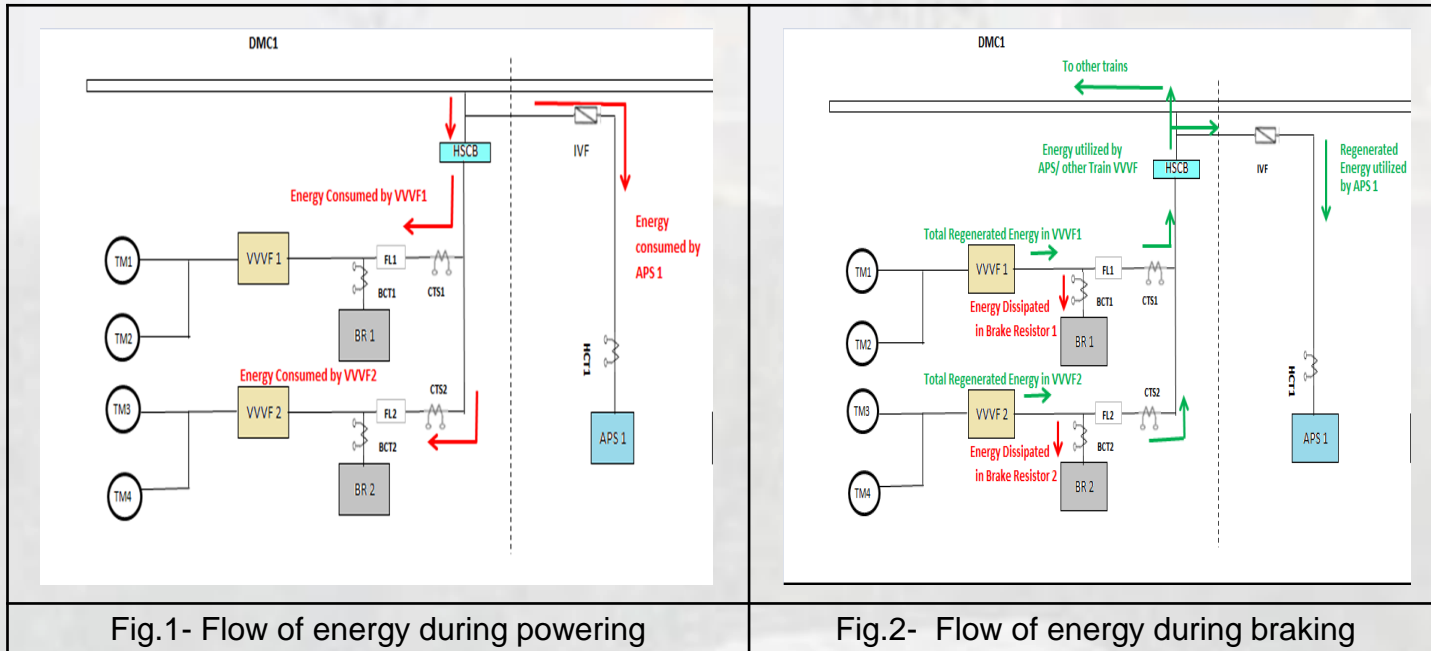 DMC1
HSCB
IVF
Energy Consumed by VVVF1
Energy
consumed by
APS 1
TM1
VVVF 1
FL1
BCT1
CTS1
TM2
BR 1
HCT1
Energy Consumed by VVVF2
CTS2
TM3
VVVF 2
FL2
BCT2
APS 1
TM4
BR 2
Fig.1- Flow of energy during powering
DMC1
To other trains
Energy utilized by
APS/ other Train VVVF
HSCB
IVF
Regenerated
Energy utilized
by APS 1
Total Regenerated Energy in VVVF1
TM1
VVVF 1
FL1
Energy Dissipated
in Brake Resistor 1
BCT1
CTS1
TM2
BR 1
HCT1
Total Regenerated Energy in VVVF2
CTS2
TM3
VVVF 2
FL2
Energy Dissipated
in Brake Resistor 2
BCT2
APS 1
TM4
BR 2
Fig.2- Flow of energy during braking